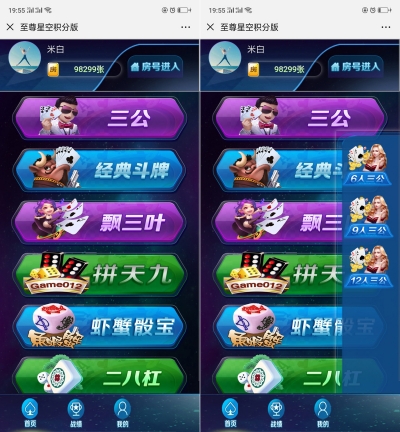 19:55
至尊星空积分版
米白
房
98299张
房号进入
三公
经典斗牌
飘三叶
拼天九
Game012
虾蟹骰宝
二八杠
首页
战绩
我的
19:55
至尊星空积分版
米白
房
98299张
房号进入
三公
经典斗
飘三
拼天
Game012
虾蟹骰
二八
6人三公
9人三公
12人三公
首页
战绩
我的